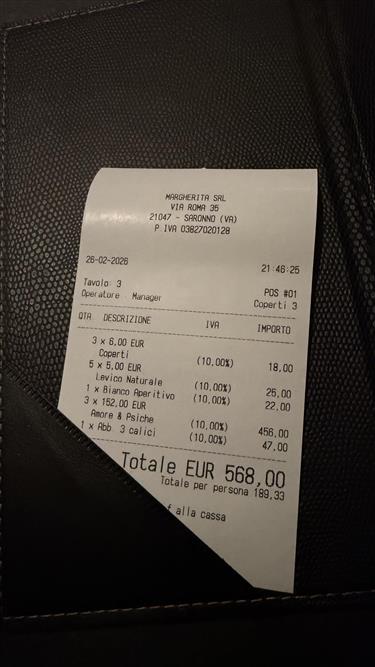 MARGHERITA SRL
VIA ROMA 35
21047 - SARONNO (VA)
P IVA 03827020128
26-02-2026 21:46:25
Tavolo 3 POS #01
Operatore Manager Coperti 3
QTA DESCRIZIONE IVA IMPORTO
3 x 6,00 EUR
Coperti (10,00%) 18,00
5 x 5,00 EUR
Levico Naturale (10,00%) 25,00
1 x Bianco Aperitivo (10,00%) 22,00
3 x 152,00 EUR
Amore & Psiche (10,00%) 456,00
1 x Abb. 3 calici (10,00%) 47,00
Totale EUR 568,00
Totale per persona 189,33
alla cassa